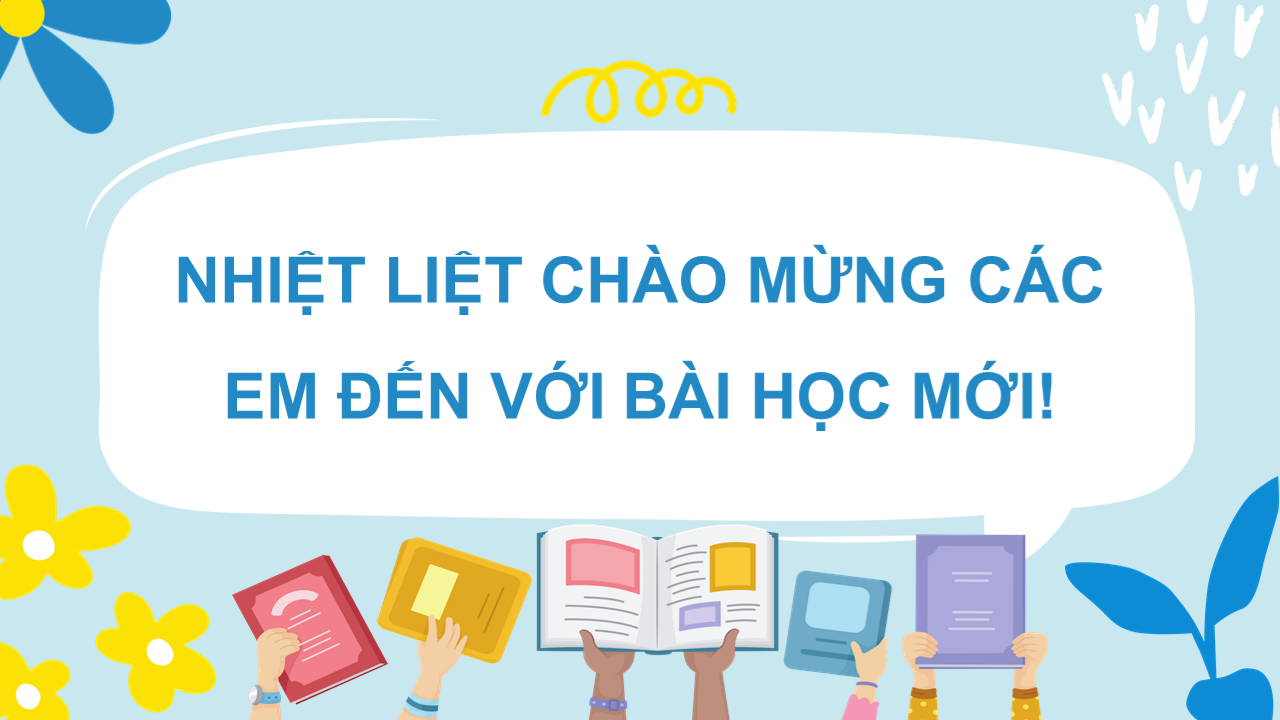 NHIỆT LIỆT CHÀO MỪNG CÁC
EM ĐẾN VỚI BÀI HỌC MỚI!